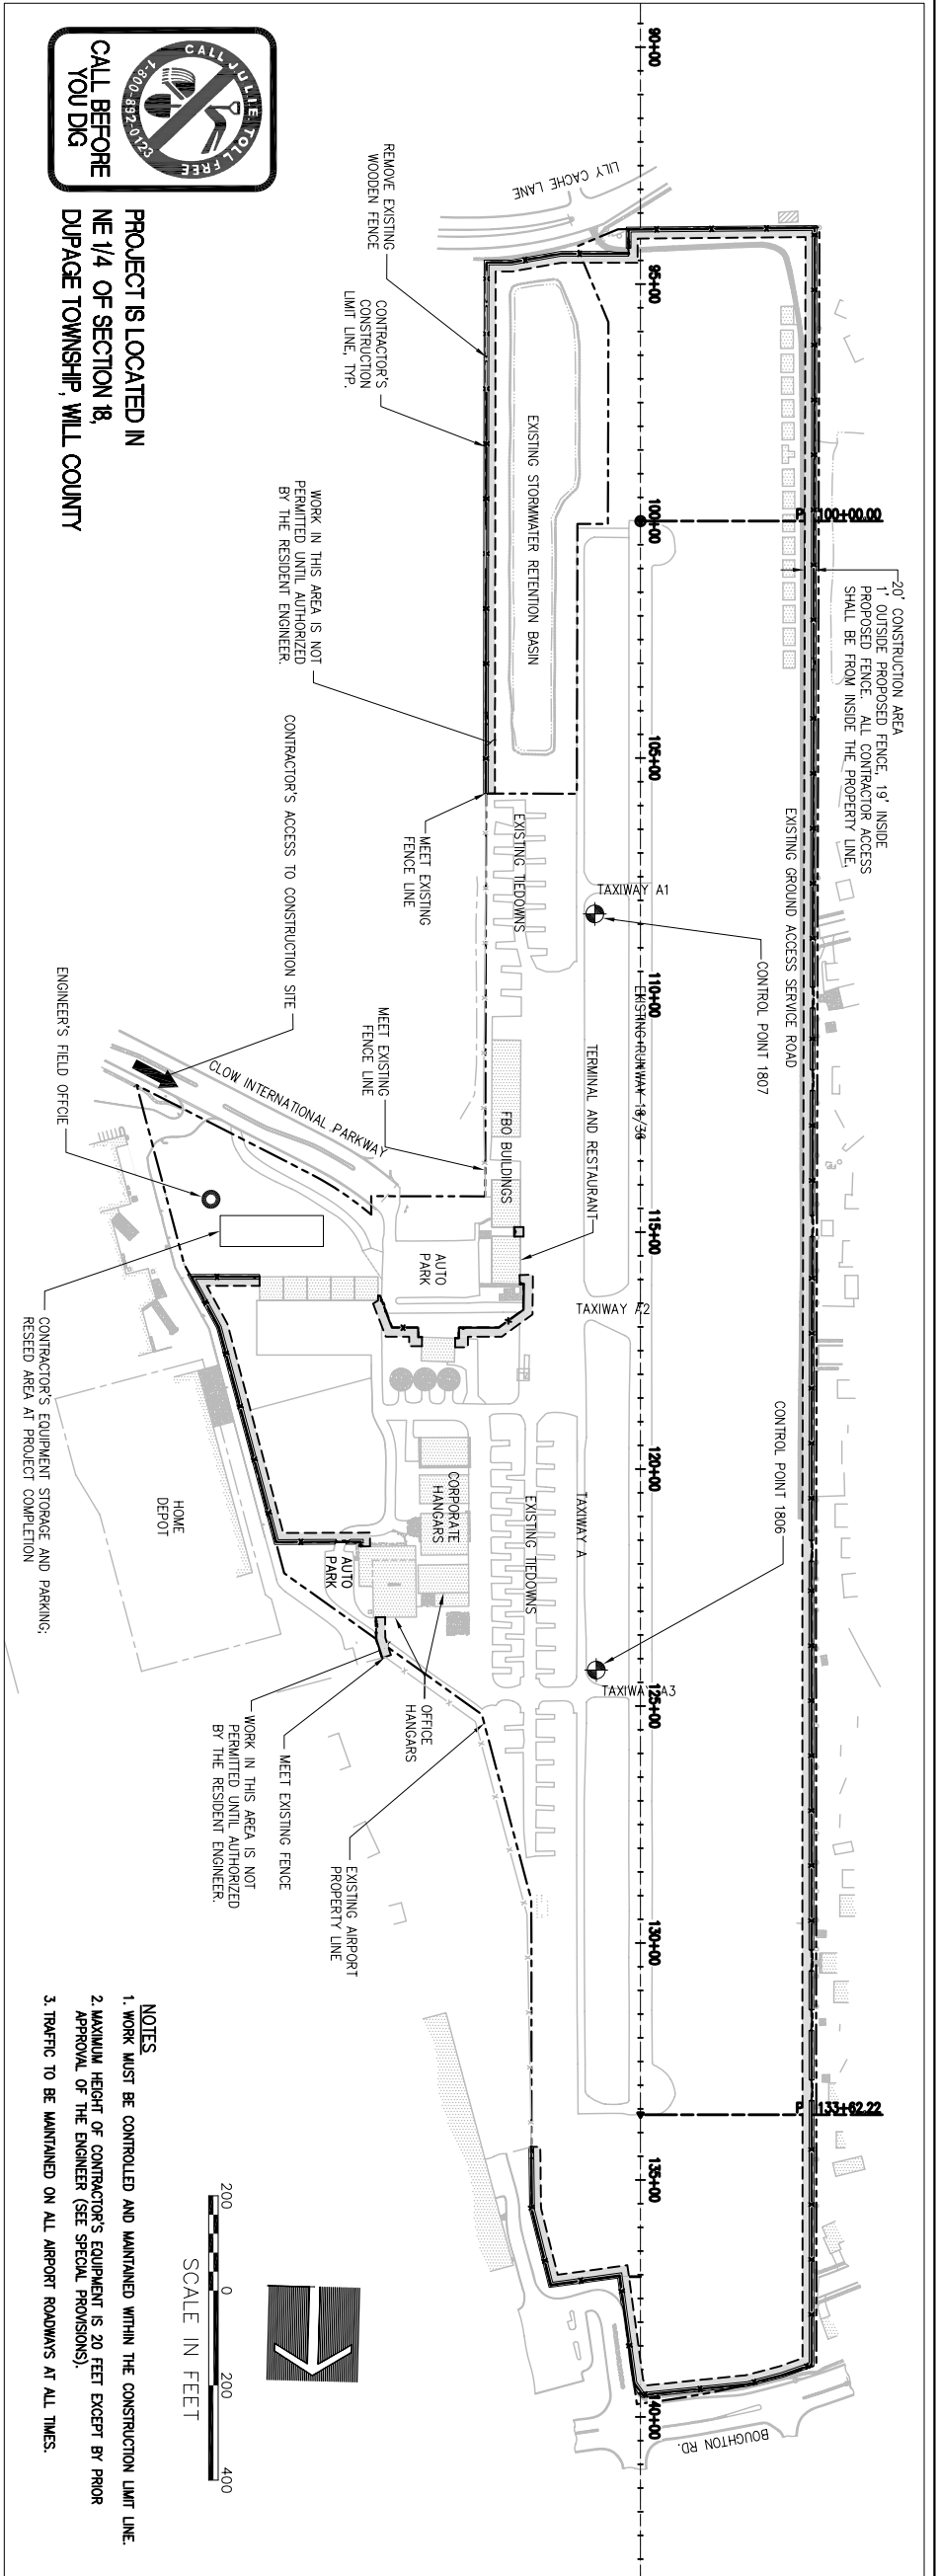 90+00
95+00
100+00
105+00
110+00
115+00
120+00
125+00
130+00
135+00
140+00
LILY CACHE LANE
REMOVE EXISTING
WOODEN FENCE
CONTRACTOR'S
CONSTRUCTION
LIMIT LINE, TYP.
EXISTING STORMWATER RETENTION BASIN
WORK IN THIS AREA IS NOT
PERMITTED UNTIL AUTHORIZED
BY THE RESIDENT ENGINEER.
100+00.00
20' CONSTRUCTION AREA
1' OUTSIDE PROPOSED FENCE, 19' INSIDE
PROPOSED FENCE. ALL CONTRACTOR ACCESS
SHALL BE FROM INSIDE THE PROPERTY LINE.
EXISTING GROUND ACCESS SERVICE ROAD
MEET EXISTING
FENCE LINE
EXISTING TIEDOWNS
TAXIWAY A1
CONTROL POINT 1807
EXISTING RUNWAY 18/36
CONTRACTOR'S ACCESS TO CONSTRUCTION SITE
ENGINEER'S FIELD OFFCIE
CLOW INTERNATIONAL PARKWAY
MEET EXISTING
FENCE LINE
FBO BUILDINGS
TERMINAL AND RESTAURANT
AUTO
PARK
TAXIWAY A2
CONTRACTOR'S EQUIPMENT STORAGE AND PARKING;
RESEED AREA AT PROJECT COMPLETION
HOME
DEPOT
CORPORATE
HANGARS
EXISTING TIEDOWNS
TAXIWAY A
CONTROL POINT 1806
AUTO
PARK
OFFICE
HANGARS
TAXIWAY A3
WORK IN THIS AREA IS NOT
PERMITTED UNTIL AUTHORIZED
BY THE RESIDENT ENGINEER.
MEET EXISTING FENCE
EXISTING AIRPORT
PROPERTY LINE
133+62.22
BOUGHTON RD.
CALL J.U.L.I.E. TOLL FREE
1-800-892-0123
CALL BEFORE
YOU DIG
PROJECT IS LOCATED IN
NE 1/4 OF SECTION 18,
DUPAGE TOWNSHIP, WILL COUNTY
200 0 200 400
SCALE IN FEET
NOTES
1. WORK MUST BE CONTROLLED AND MAINTAINED WITHIN THE CONSTRUCTION LIMIT LINE.
2. MAXIMUM HEIGHT OF CONTRACTOR'S EQUIPMENT IS 20 FEET EXCEPT BY PRIOR
APPROVAL OF THE ENGINEER (SEE SPECIAL PROVISIONS).
3. TRAFFIC TO BE MAINTAINED ON ALL AIRPORT ROADWAYS AT ALL TIMES.